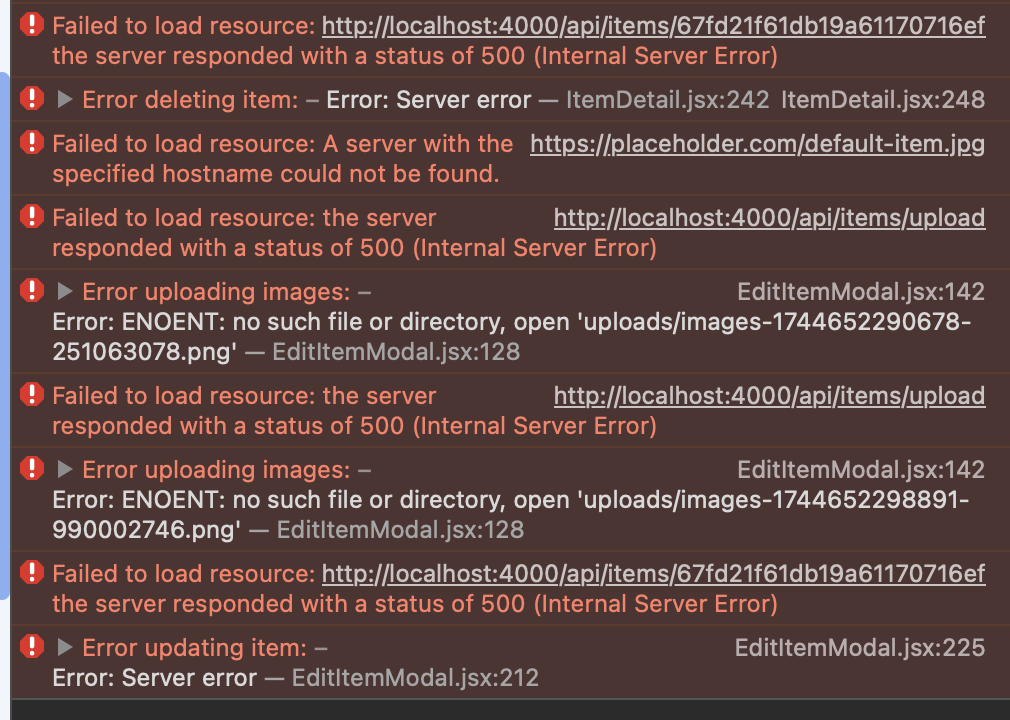 Failed to load resource: http://localhost:4000/api/items/67fd21f61db19a61170716ef
the server responded with a status of 500 (Internal Server Error)
Error deleting item: – Error: Server error — ItemDetail.jsx:242 ItemDetail.jsx:248
Failed to load resource: A server with the https://placeholder.com/default-item.jpg
specified hostname could not be found.
Failed to load resource: the server http://localhost:4000/api/items/upload
responded with a status of 500 (Internal Server Error)
Error uploading images: – EditItemModal.jsx:142
Error: ENOENT: no such file or directory, open 'uploads/images-1744652290678-
251063078.png' — EditItemModal.jsx:128
Failed to load resource: the server http://localhost:4000/api/items/upload
responded with a status of 500 (Internal Server Error)
Error uploading images: – EditItemModal.jsx:142
Error: ENOENT: no such file or directory, open 'uploads/images-1744652298891-
990002746.png' — EditItemModal.jsx:128
Failed to load resource: http://localhost:4000/api/items/67fd21f61db19a61170716ef
the server responded with a status of 500 (Internal Server Error)
Error updating item: – EditItemModal.jsx:225
Error: Server error — EditItemModal.jsx:212